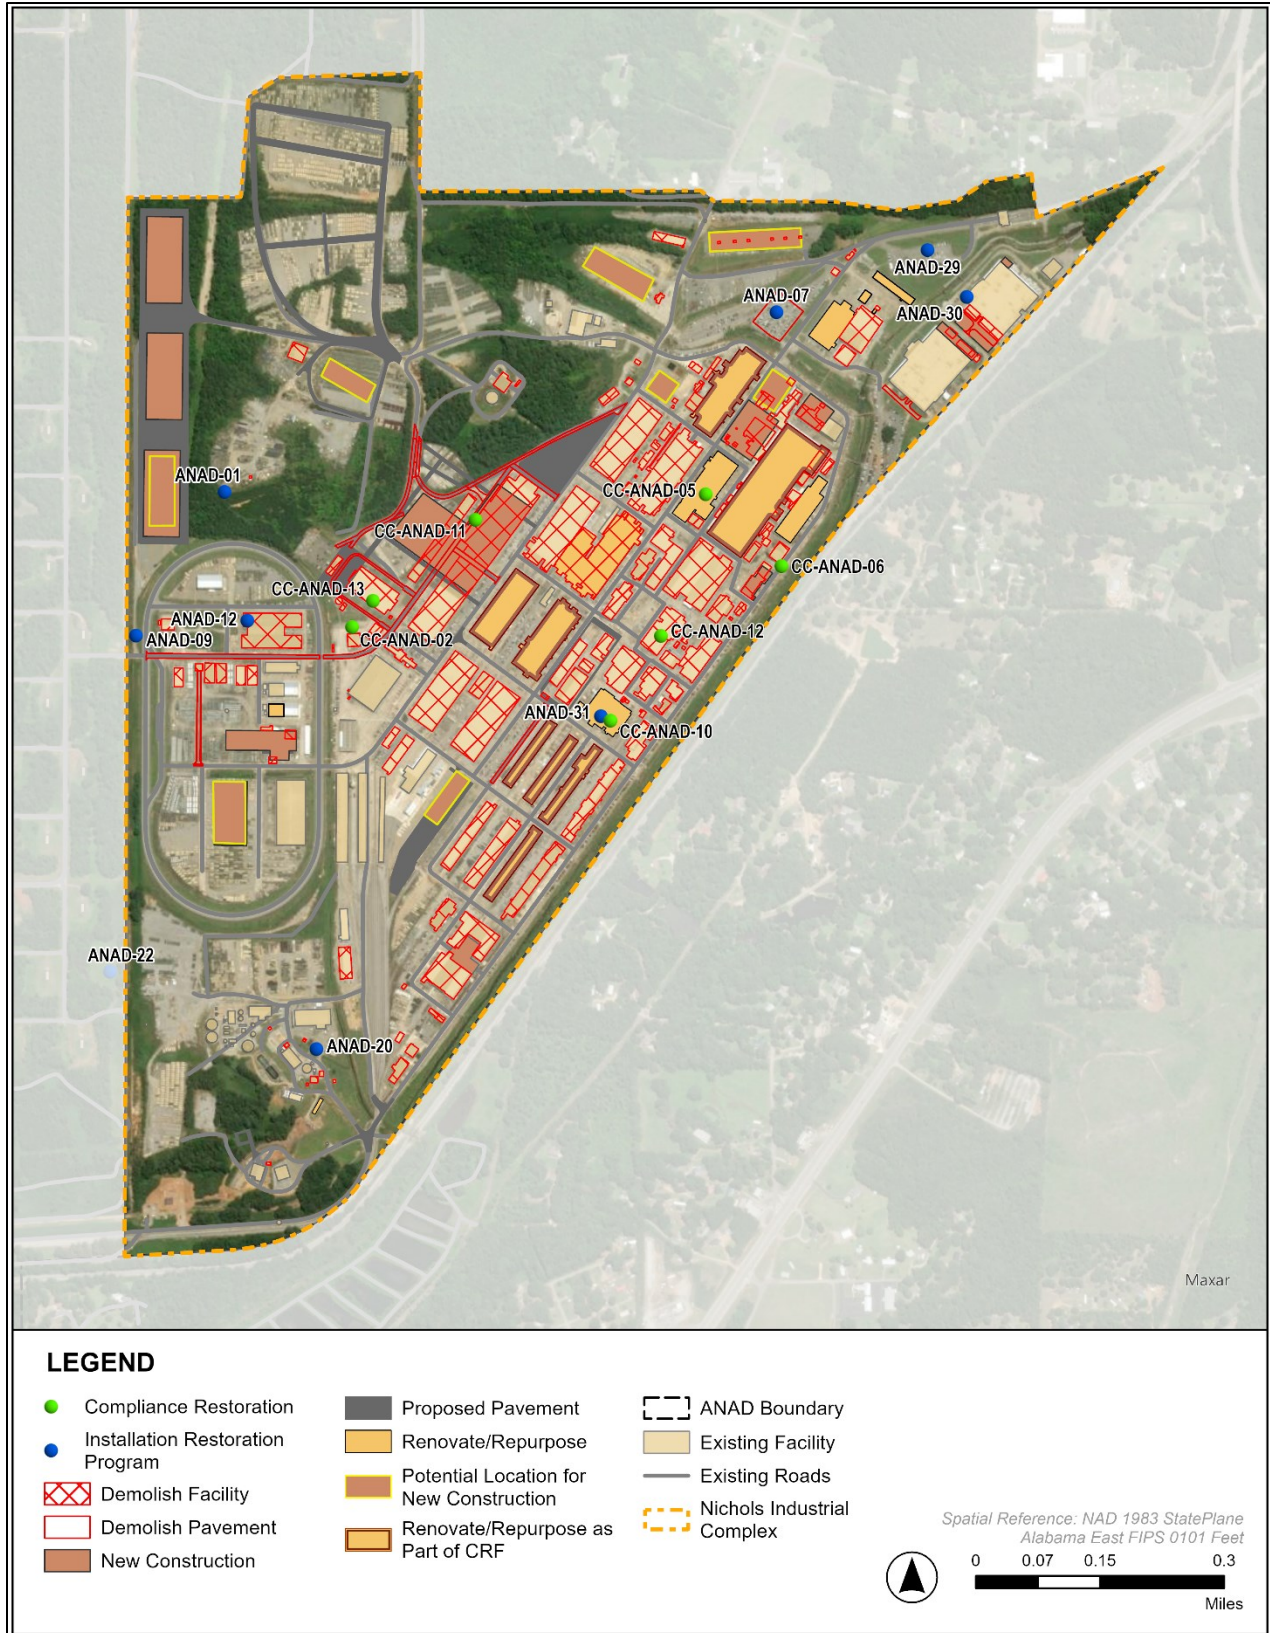 ANAD-29
ANAD-07
ANAD-30
ANAD-01
CC-ANAD-05
CC-ANAD-11
CC-ANAD-06
CC-ANAD-13
ANAD-12
ANAD-09
CC-ANAD-02
CC-ANAD-12
ANAD-31
CC-ANAD-10
ANAD-22
ANAD-20
Maxar
LEGEND
Compliance Restoration
Installation Restoration
Program
Demolish Facility
Demolish Pavement
New Construction
Proposed Pavement
Renovate/Repurpose
Potential Location for
New Construction
Renovate/Repurpose as
Part of CRF
ANAD Boundary
Existing Facility
Existing Roads
Nichols Industrial
Complex
Spatial Reference: NAD 1983 StatePlane
Alabama East FIPS 0101 Feet
0 0.07 0.15 0.3
Miles